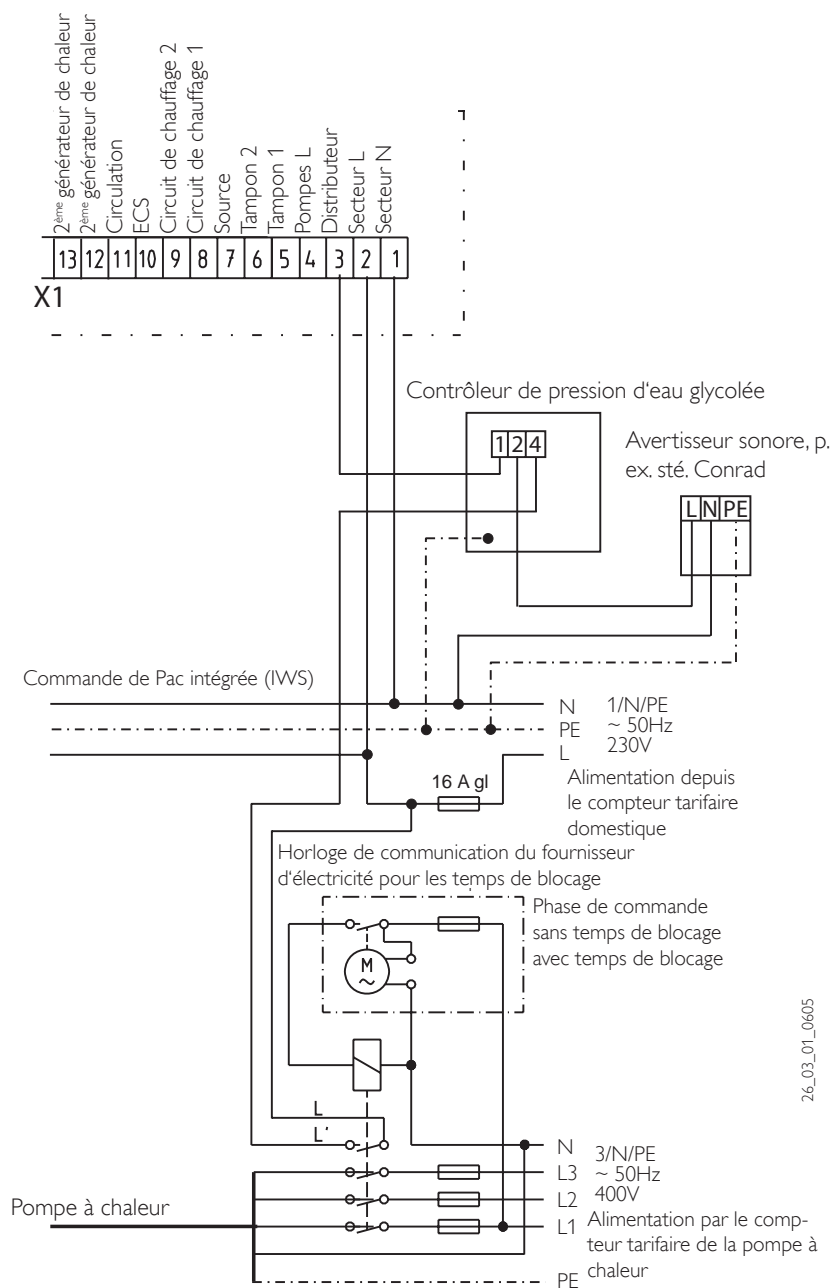 2ème générateur de chaleur
2ème générateur de chaleur
Circulation
ECS
Circuit de chauffage 2
Circuit de chauffage 1
Source
Tampon 2
Tampon 1
Pompes L
Distributeur
Secteur L
Secteur N
13 12 11 10 9 8 7 6 5 4 3 2 1
X1
Contrôleur de pression d'eau glycolée
1 2 4
Avertisseur sonore, p.
ex. sté. Conrad
L N PE
Commande de Pac intégrée (IWS)
N
PE
L
1/N/PE
~ 50Hz
230V
16 A gl
Alimentation depuis
le compteur tarifaire
domestique
Horloge de communication du fournisseur
d'électricité pour les temps de blocage
Phase de commande
sans temps de blocage
avec temps de blocage
M
~
26_03_01_0605
L
L'
N
L3
L2
L1
PE
3/N/PE
~ 50Hz
400V
Pompe à chaleur
Alimentation par le comp-
teur tarifaire de la pompe à
chaleur